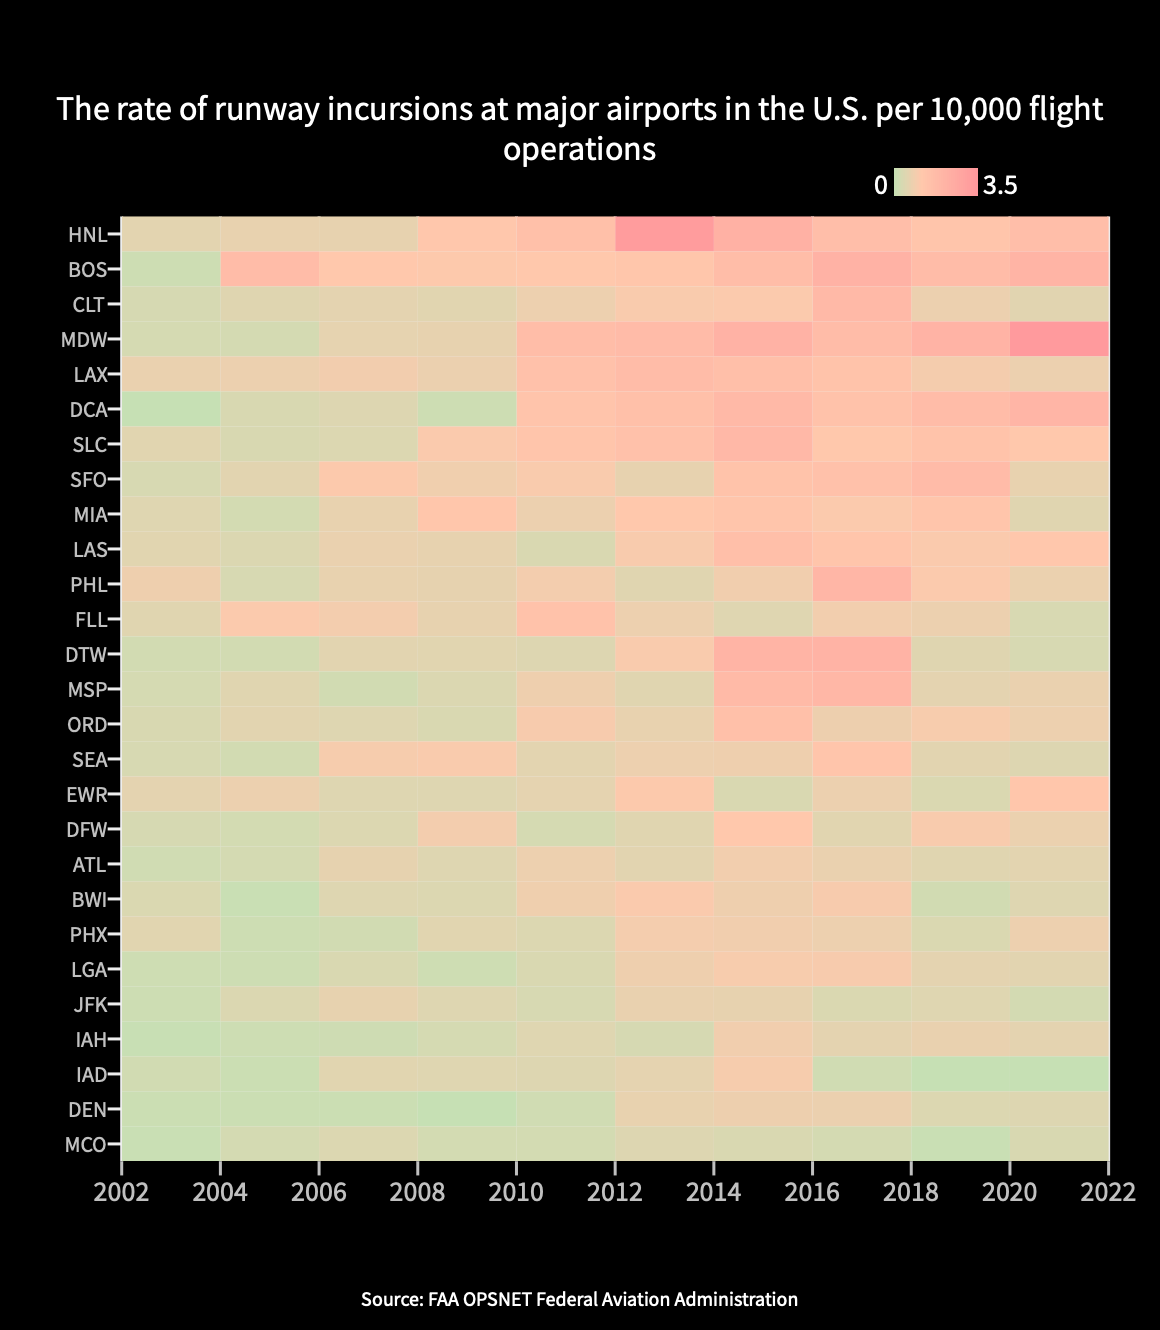 The rate of runway incursions at major airports in the U.S. per 10,000 flight
operations
0 3.5
HNL
BOS
CLT
MDW
LAX
DCA
SLC
SFO
MIA
LAS
PHL
FLL
DTW
MSP
ORD
SEA
EWR
DFW
ATL
BWI
PHX
LGA
JFK
IAH
IAD
DEN
MCO
2002 2004 2006 2008 2010 2012 2014 2016 2018 2020 2022
Source: FAA OPSNET Federal Aviation Administration